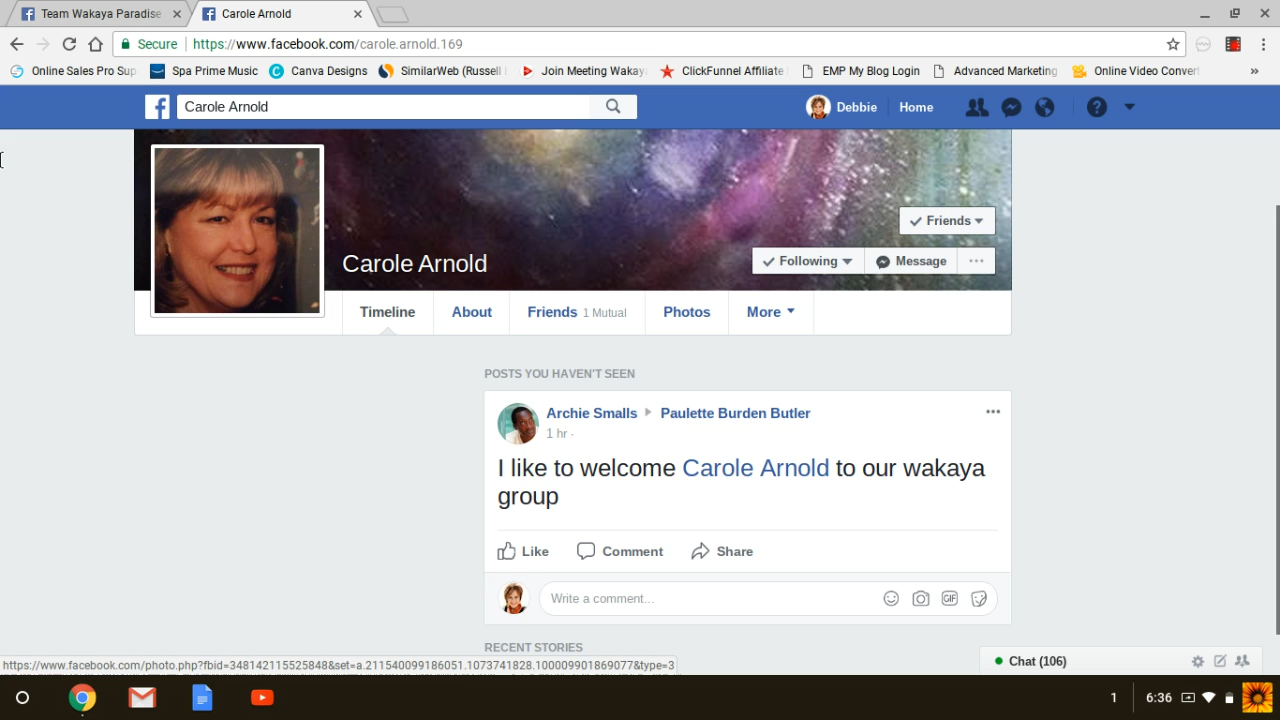 Team Wakaya Paradise
Carole Arnold
Secure
https://www.facebook.com/carole.arnold.169
Online Sales Pro Sup
Spa Prime Music
Canva Designs
SimilarWeb (Russell
Join Meeting Wakay
ClickFunnel Affiliate
EMP My Blog Login
Advanced Marketing
Online Video Convert
»
Carole Arnold
Debbie
Home
Friends
Carole Arnold
Following
Message
Timeline
About
Friends 1 Mutual
Photos
More
POSTS YOU HAVEN'T SEEN
Archie Smalls
Paulette Burden Butler
1 hr ·
I like to welcome Carole Arnold to our wakaya
group
Like
Comment
Share
Write a comment...
GIF
RECENT STORIES
https://www.facebook.com/photo.php?fbid=348142115525848&set=a.211540099186051.1073741828.100009901869077&type=3
Chat (106)
1
6:36